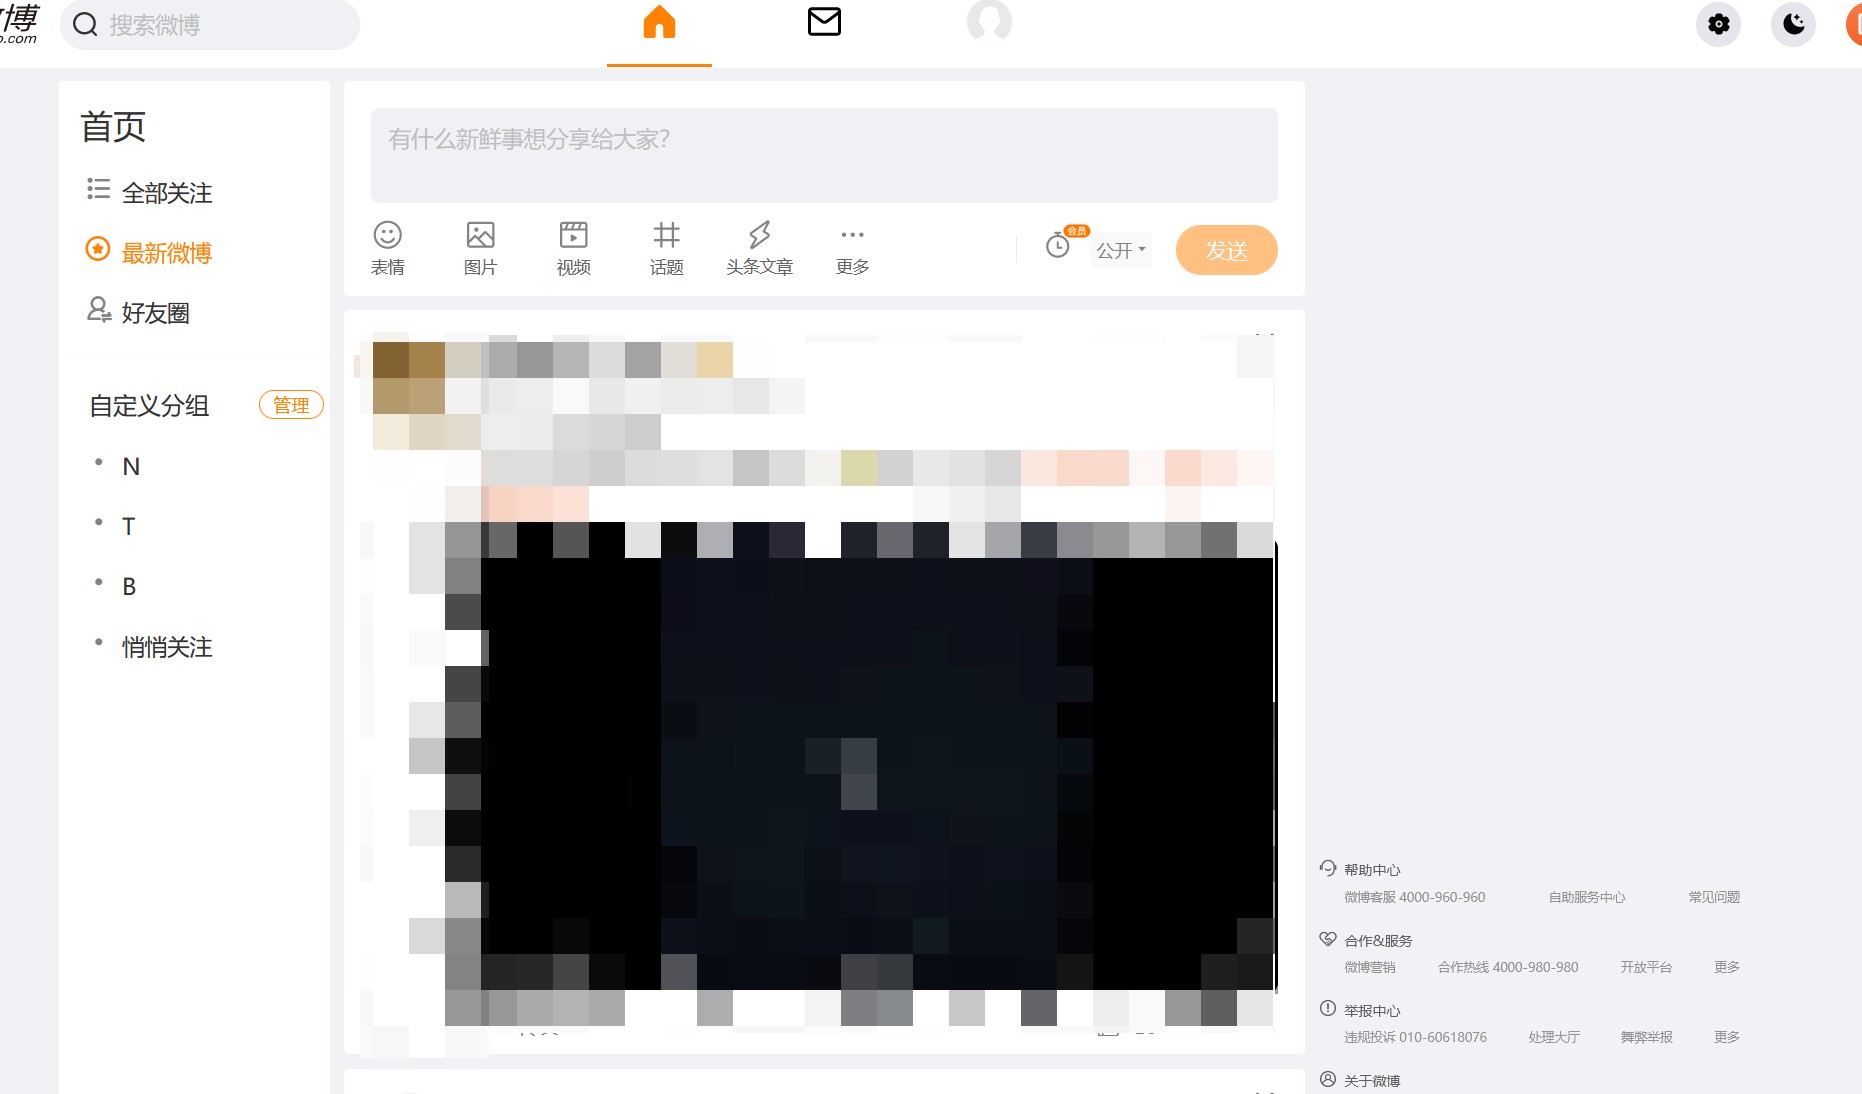 博
o.com
搜索微博
首页
全部关注
最新微博
好友圈
自定义分组
管理
N
T
B
悄悄关注
有什么新鲜事想分享给大家？
表情
图片
视频
话题
头条文章
更多
会员
公开
发送
帮助中心
微博客服 4000-960-960 自助服务中心 常见问题
合作&服务
微博营销 合作热线 4000-980-980 开放平台 更多
举报中心
违规投诉 010-60618076 处理大厅 舞弊举报 更多
关于微博